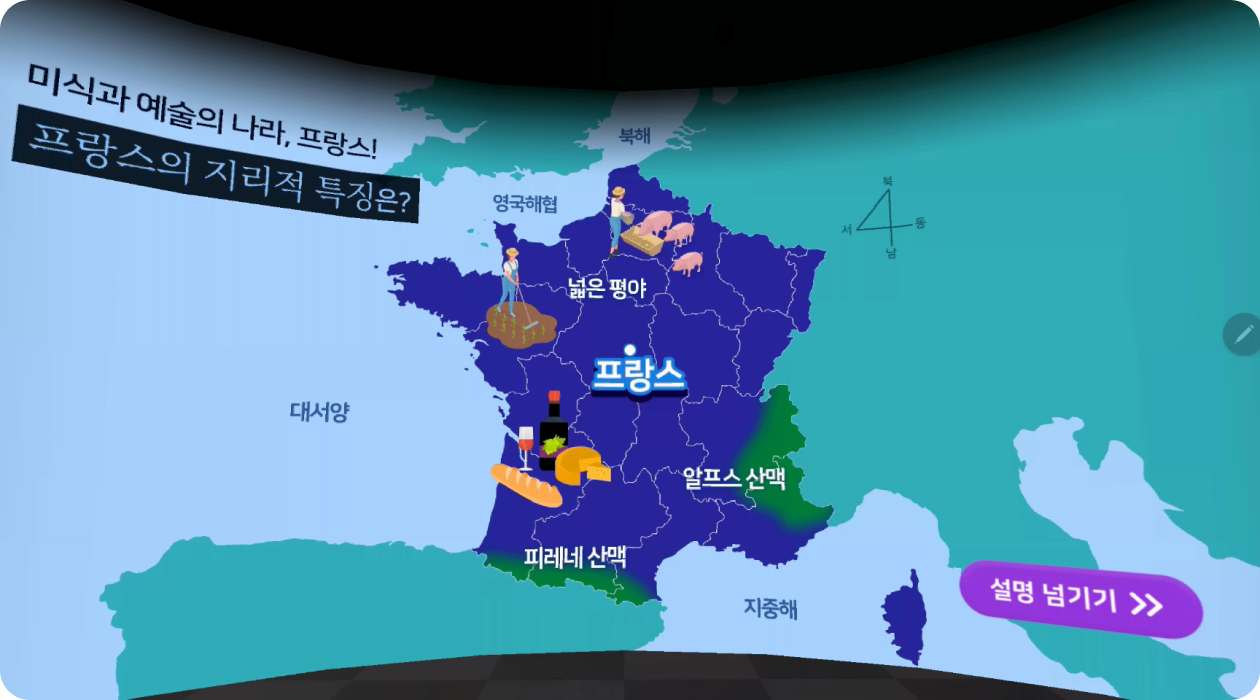 미식과 예술의 나라, 프랑스!
프랑스의 지리적 특징은?
북해
영국해협
북
서
동
남
넓은 평야
프랑스
대서양
알프스 산맥
피레네 산맥
지중해
설명 넘기기